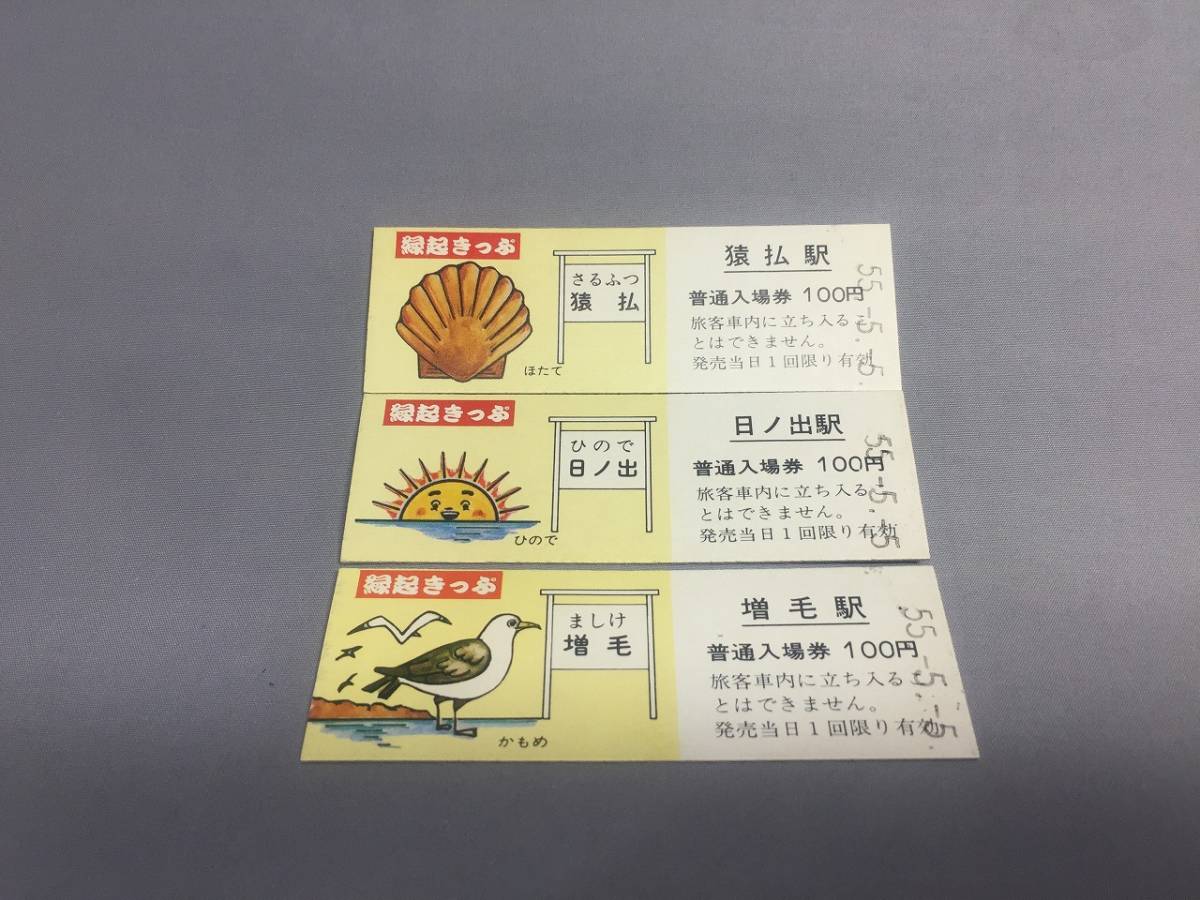 縁起きっぷ
さるふつ
猿払
ほたて
猿払駅
普通入場券 100円
旅客車内に立ち入るこ
とはできません。
発売当日1回限り有効
55.-5.-5.
縁起きっぷ
ひので
日ノ出
ひので
日ノ出駅
普通入場券 100円
旅客車内に立ち入るこ
とはできません。
発売当日1回限り有効
55.-5.-5
縁起きっぷ
ましけ
増毛
かもめ
増毛駅
普通入場券 100円
旅客車内に立ち入るこ
とはできません。
発売当日1回限り有効
55.-5.-5.